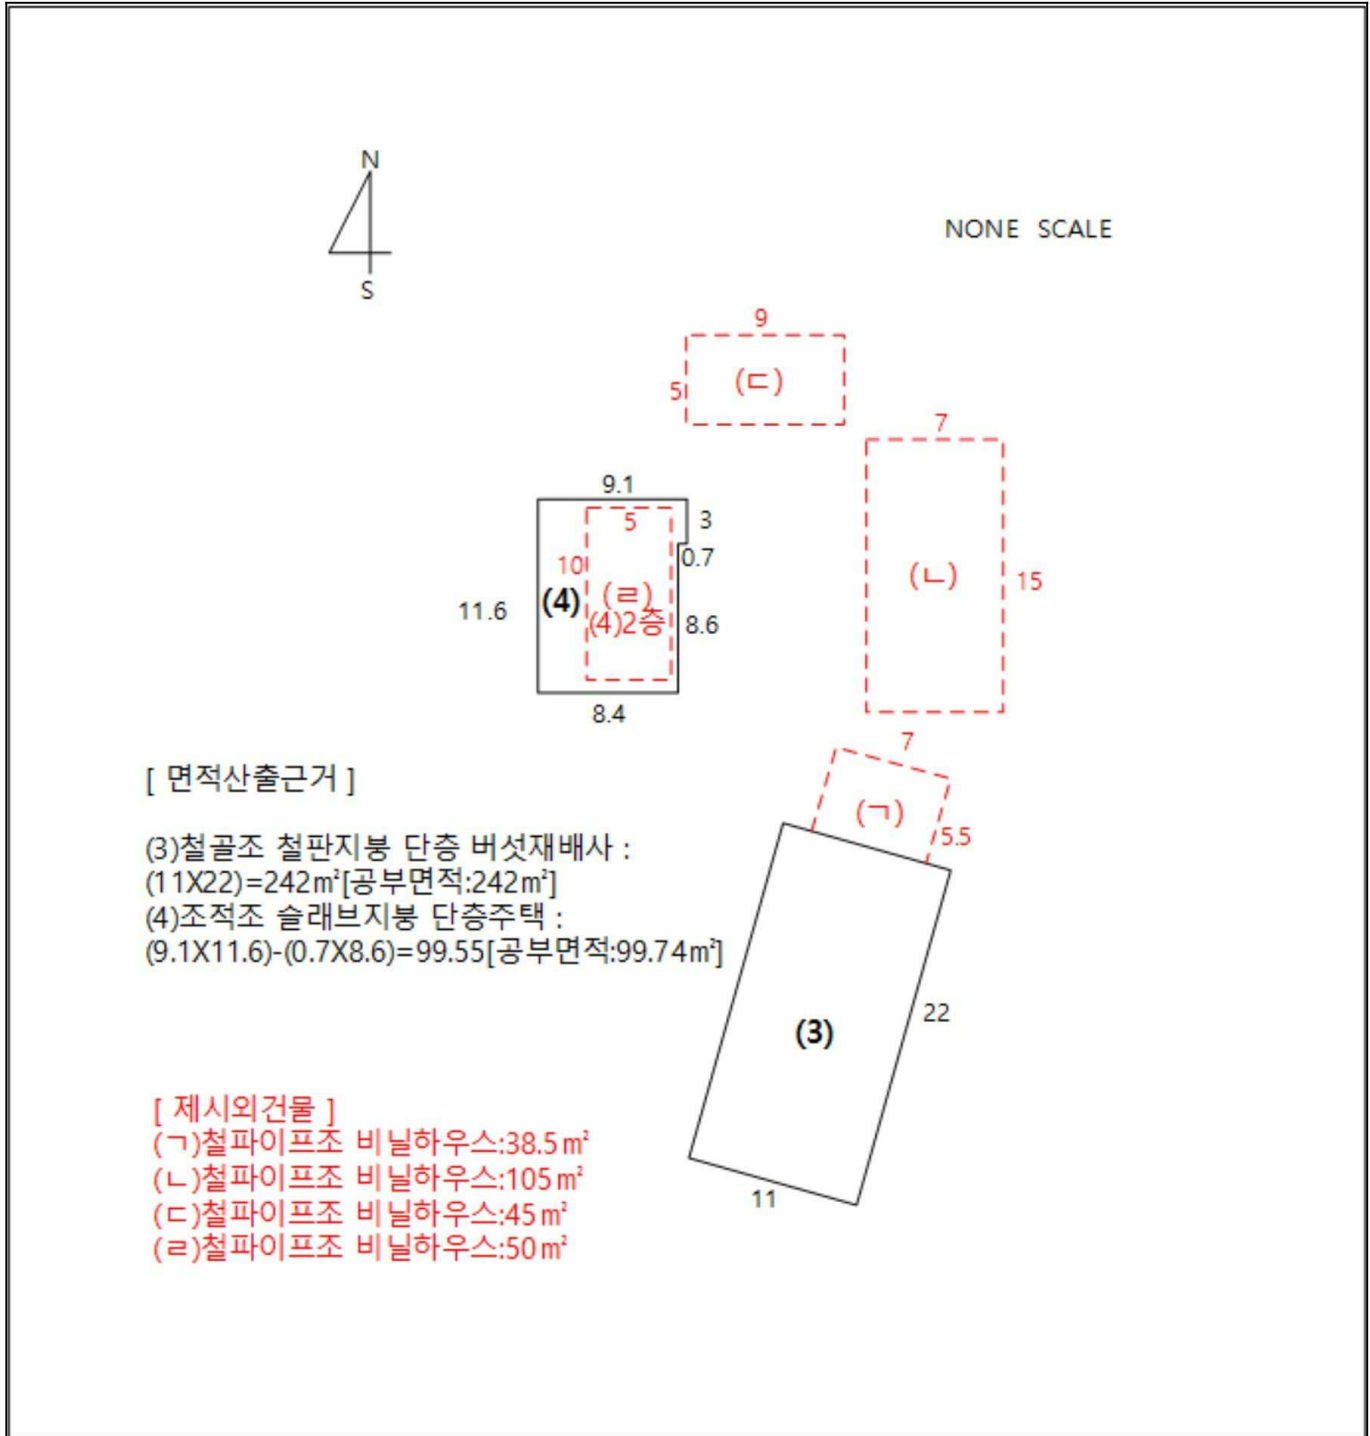 N
S
NONE SCALE
9
5
(ㄷ)
7
(ㄴ)
15
9.1
5
3
0.7
10
(4)
(ㄹ)
(4)2층
11.6
8.6
8.4
7
(ㄱ)
5.5
[ 면적산출근거 ]
(3)철골조 철판지붕 단층 버섯재배사 :
(11X22)=242㎡[공부면적:242㎡]
(4)조적조 슬래브지붕 단층주택 :
(9.1X11.6)-(0.7X8.6)=99.55[공부면적:99.74㎡]
(3)
22
11
[ 제시외건물 ]
(ㄱ)철파이프조 비닐하우스:38.5㎡
(ㄴ)철파이프조 비닐하우스:105㎡
(ㄷ)철파이프조 비닐하우스:45㎡
(ㄹ)철파이프조 비닐하우스:50㎡